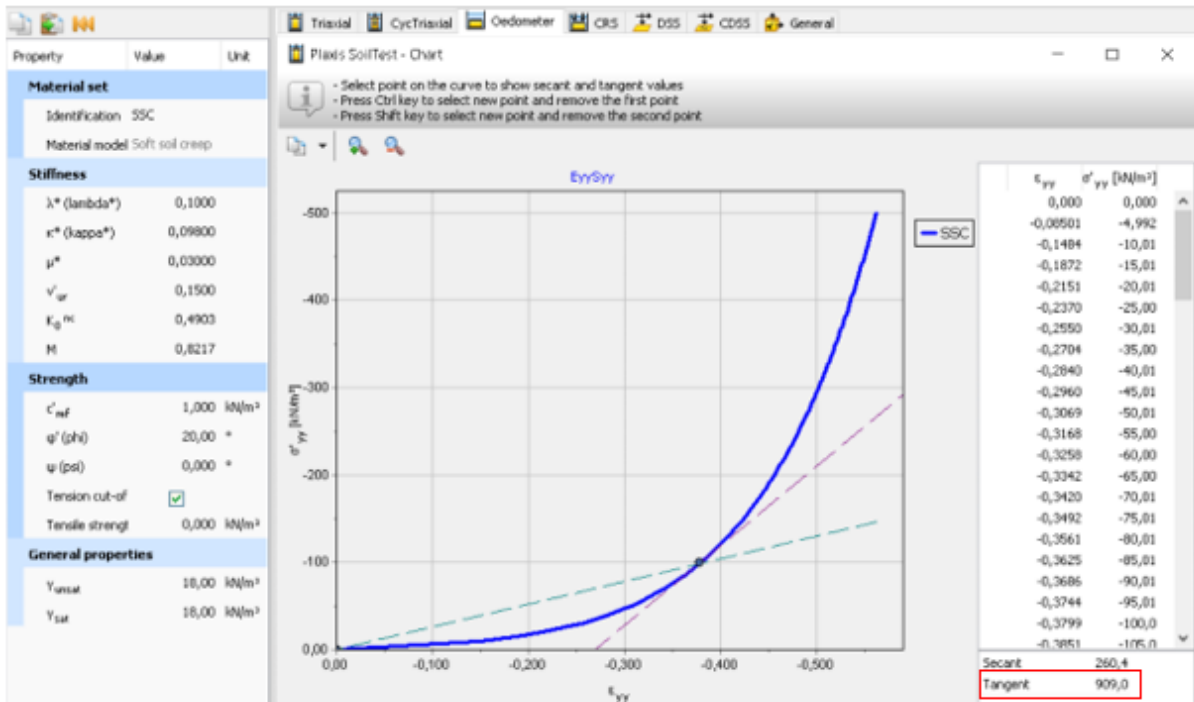 Triaxial CycTriaxial Oedometer CRS DSS CDSS General
Property Value Unit
Material set
Identification SSC
Material model Soft soil creep
Stiffness
λ* (lambda*) 0,1000
κ* (kappa*) 0,09800
μ* 0,03000
ν'ur 0,1500
K0 nc 0,4903
M 0,8217
Strength
c'ref 1,000 kN/m²
φ' (phi) 20,00 °
ψ (psi) 0,000 °
Tension cut-of
Tensile strengt 0,000 kN/m²
General properties
γunsat 18,00 kN/m³
γsat 18,00 kN/m³
Plaxis SoilTest - Chart
- Select point on the curve to show secant and tangent values
- Press Ctrl key to select new point and remove the first point
- Press Shift key to select new point and remove the second point
EyySyy
-500
-400
-300
-200
-100
0,00
σ'yy [kN/m²]
0,00 -0,100 -0,200 -0,300 -0,400 -0,500
εyy
SSC
εyy σ'yy [kN/m²]
0,000 0,000
-0,08501 -4,992
-0,1484 -10,01
-0,1872 -15,01
-0,2151 -20,01
-0,2370 -25,00
-0,2550 -30,01
-0,2704 -35,00
-0,2840 -40,01
-0,2960 -45,01
-0,3069 -50,01
-0,3168 -55,00
-0,3258 -60,00
-0,3342 -65,00
-0,3420 -70,01
-0,3492 -75,01
-0,3561 -80,01
-0,3625 -85,01
-0,3686 -90,01
-0,3744 -95,01
-0,3799 -100,0
-0,3851 -105,0
Secant 260,4
Tangent 909,0